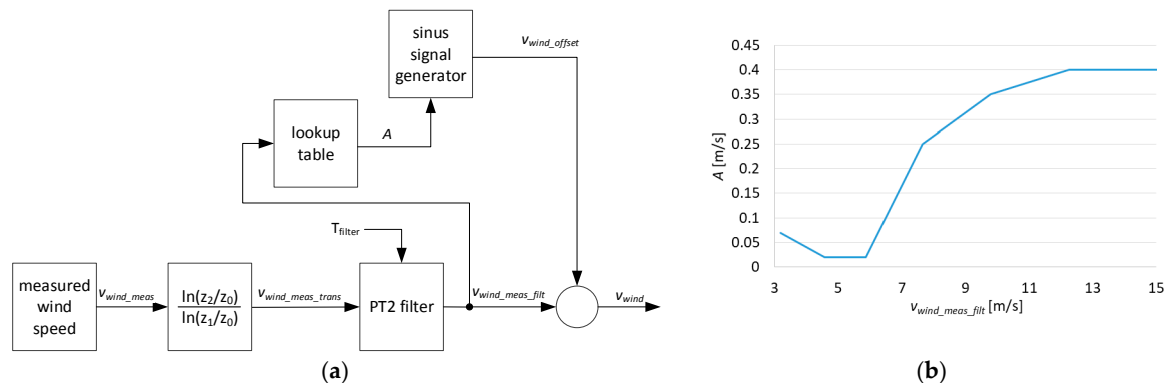 sinus
signal
generator
v_wind_offset
lookup
table
A
T_filter
measured
wind
speed
v_wind_meas
ln(z₂/z₀)
ln(z₁/z₀)
v_wind_meas_trans
PT2 filter
v_wind_meas_filt
v_wind
(a)
0.45
0.4
0.35
0.3
0.25
0.2
0.15
0.1
0.05
0
A [m/s]
3 5 7 9 11 13 15
v_wind_meas_filt [m/s]
(b)